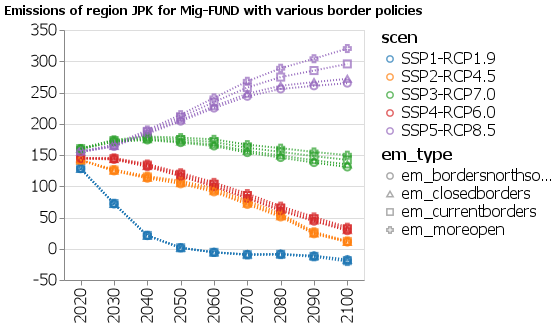 Emissions of region JPK for Mig-FUND with various border policies
350
300
250
200
150
100
50
0
-50
2020
2030
2040
2050
2060
2070
2080
2090
2100
scen
SSP1-RCP1.9
SSP2-RCP4.5
SSP3-RCP7.0
SSP4-RCP6.0
SSP5-RCP8.5
em_type
em_bordersnorthso...
em_closedborders
em_currentborders
em_moreopen